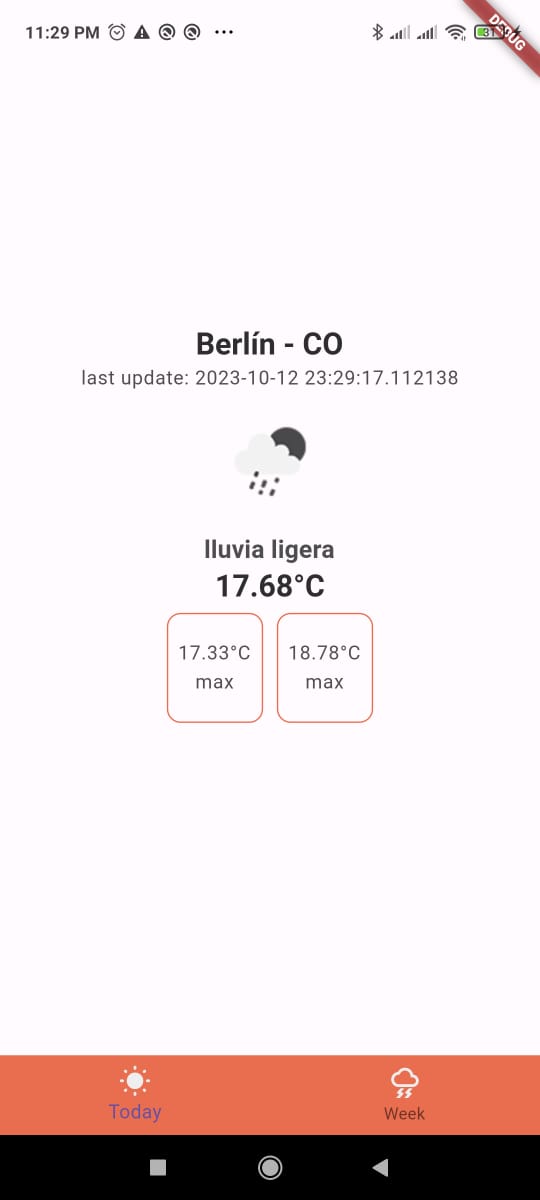 11:29 PM
DEBUG
Berlín - CO
last update: 2023-10-12 23:29:17.112138
lluvia ligera
17.68°C
17.33°C 18.78°C
max max
Today Week